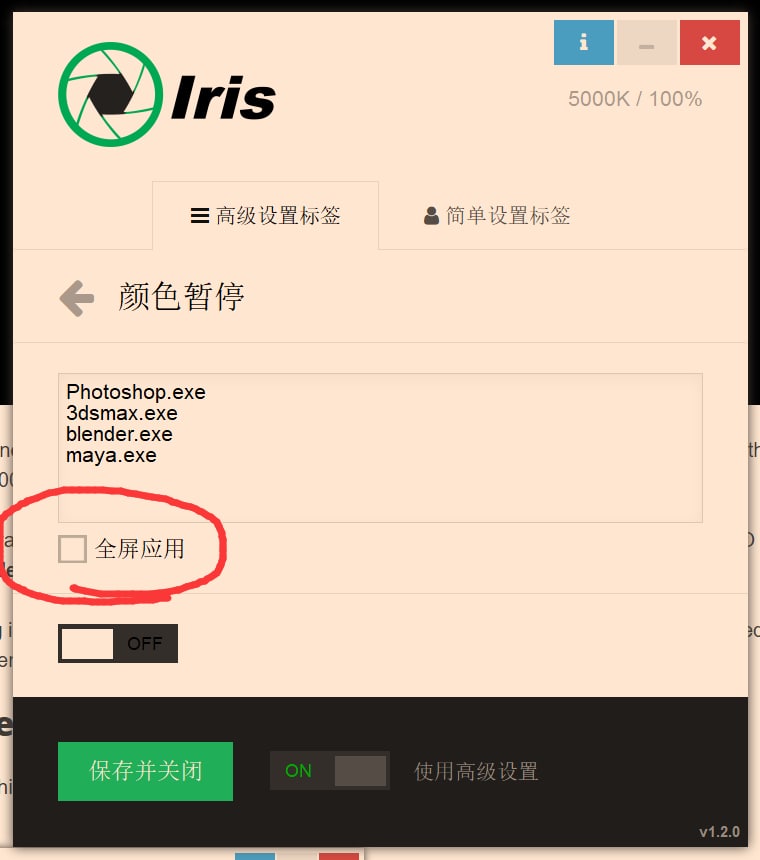 Iris
5000K / 100%
高级设置标签
简单设置标签
颜色暂停
Photoshop.exe
3dsmax.exe
blender.exe
maya.exe
全屏应用
OFF
保存并关闭
ON
使用高级设置
v1.2.0